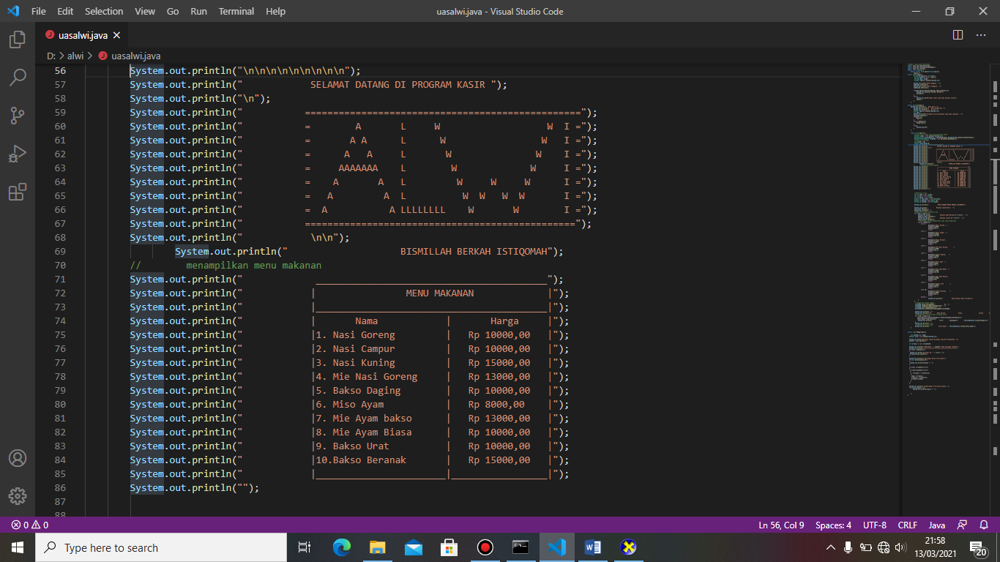 File Edit Selection View Go Run Terminal Help
uasalwi.java - Visual Studio Code
uasalwi.java
D: > alwi > uasalwi.java
56 System.out.println("\n\n\n\n\n\n\n\n\n");
57 System.out.println("            SELAMAT DATANG DI PROGRAM KASIR ");
58 System.out.println("\n");
59 System.out.println("           =================================================");
60 System.out.println("           =        A       L     W                   W  I =");
61 System.out.println("           =       A A      L      W                 W   I =");
62 System.out.println("           =      A   A     L       W               W    I =");
63 System.out.println("           =     AAAAAAA    L        W             W     I =");
64 System.out.println("           =    A       A   L         W     W     W      I =");
65 System.out.println("           =   A         A  L          W  W   W  W       I =");
66 System.out.println("           =  A           A LLLLLLLL    W       W        I =");
67 System.out.println("           ================================================");
68 System.out.println("            \n\n");
69         System.out.println("                    BISMILLAH BERKAH ISTIQOMAH");
70 //        menampilkan menu makanan
71 System.out.println("             _________________________________________");
72 System.out.println("            |                MENU MAKANAN             |");
73 System.out.println("            |_________________________________________|");
74 System.out.println("            |       Nama            |       Harga     |");
75 System.out.println("            |1. Nasi Goreng         |   Rp 10000,00   |");
76 System.out.println("            |2. Nasi Campur         |   Rp 10000,00   |");
77 System.out.println("            |3. Nasi Kuning         |   Rp 15000,00   |");
78 System.out.println("            |4. Mie Nasi Goreng     |   Rp 13000,00   |");
79 System.out.println("            |5. Bakso Daging        |   Rp 10000,00   |");
80 System.out.println("            |6. Miso Ayam           |   Rp 8000,00    |");
81 System.out.println("            |7. Mie Ayam bakso      |   Rp 13000,00   |");
82 System.out.println("            |8. Mie Ayam Biasa      |   Rp 10000,00   |");
83 System.out.println("            |9. Bakso Urat          |   Rp 10000,00   |");
84 System.out.println("            |10.Bakso Beranak       |   Rp 15000,00   |");
85 System.out.println("            |_______________________|_________________|");
86 System.out.println("");
87
88
0 0
Ln 56, Col 9 Spaces: 4 UTF-8 CRLF Java
Type here to search
21:58
13/03/2021
20